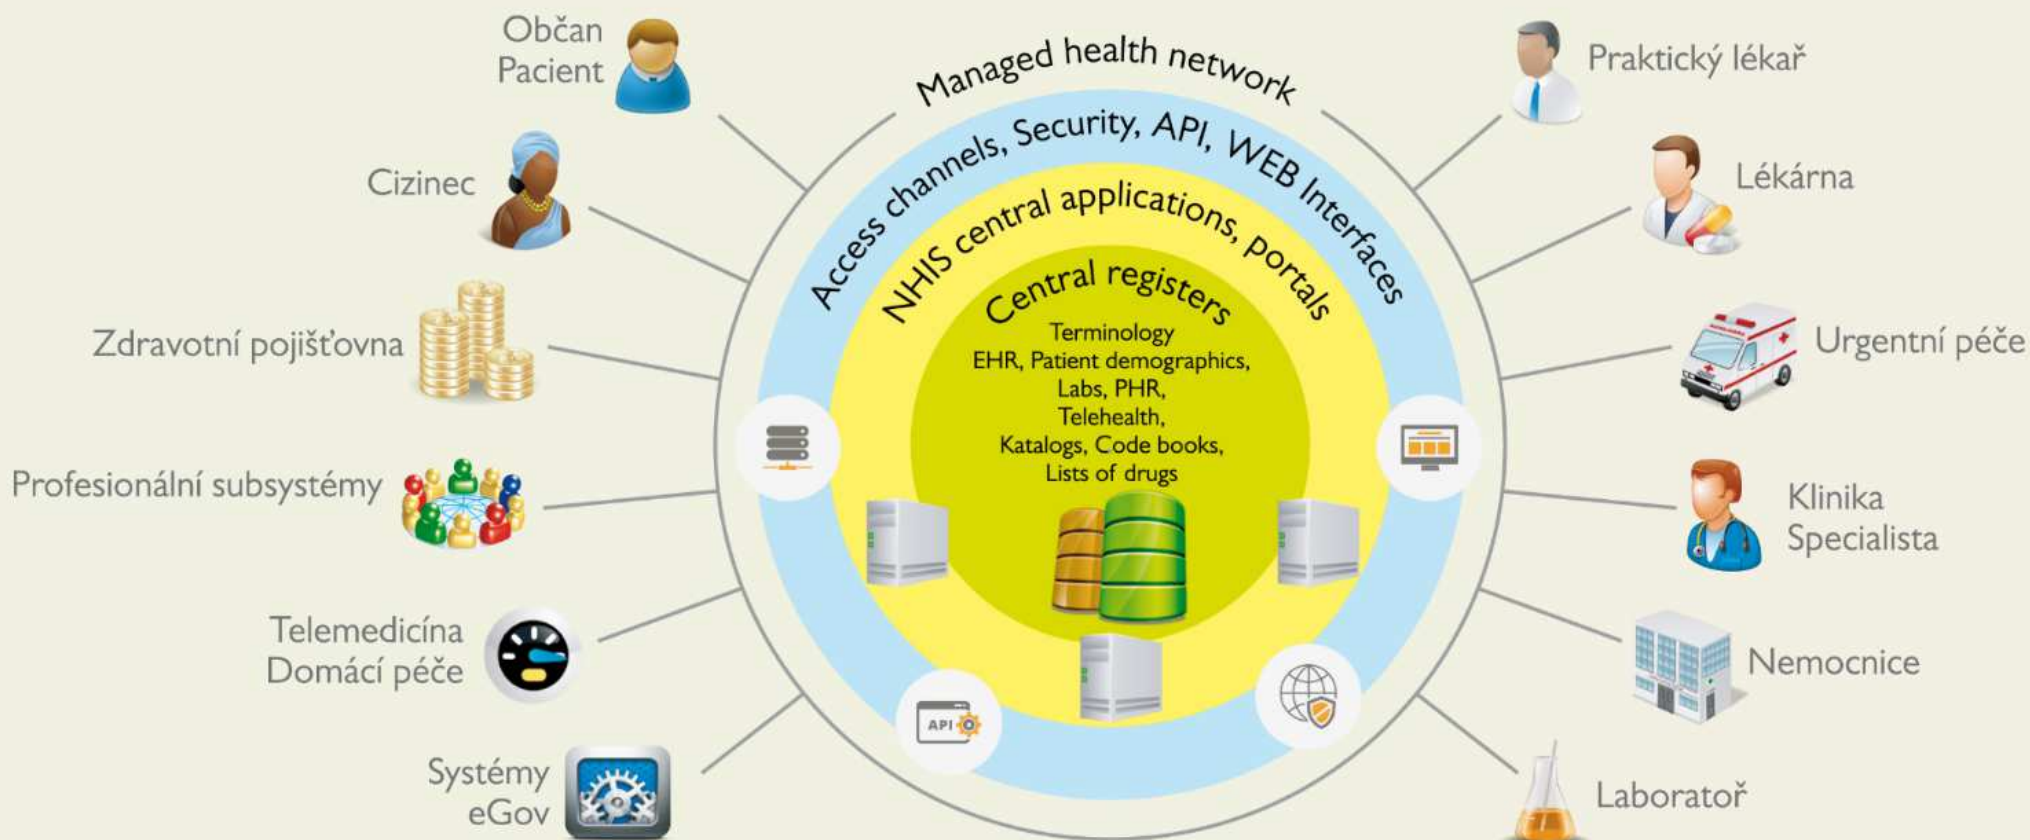 Občan
Pacient
Cizinec
Zdravotní pojišťovna
Profesionální subsystémy
Telemedicína
Domácí péče
Systémy
eGov
Managed health network
Access channels, Security, API, WEB Interfaces
NHIS central applications, portals
Central registers
Terminology
EHR, Patient demographics,
Labs, PHR,
Telehealth,
Katalogs, Code books,
Lists of drugs
API
Praktický lékař
Lékárna
Urgentní péče
Klinika
Specialista
Nemocnice
Laboratoř